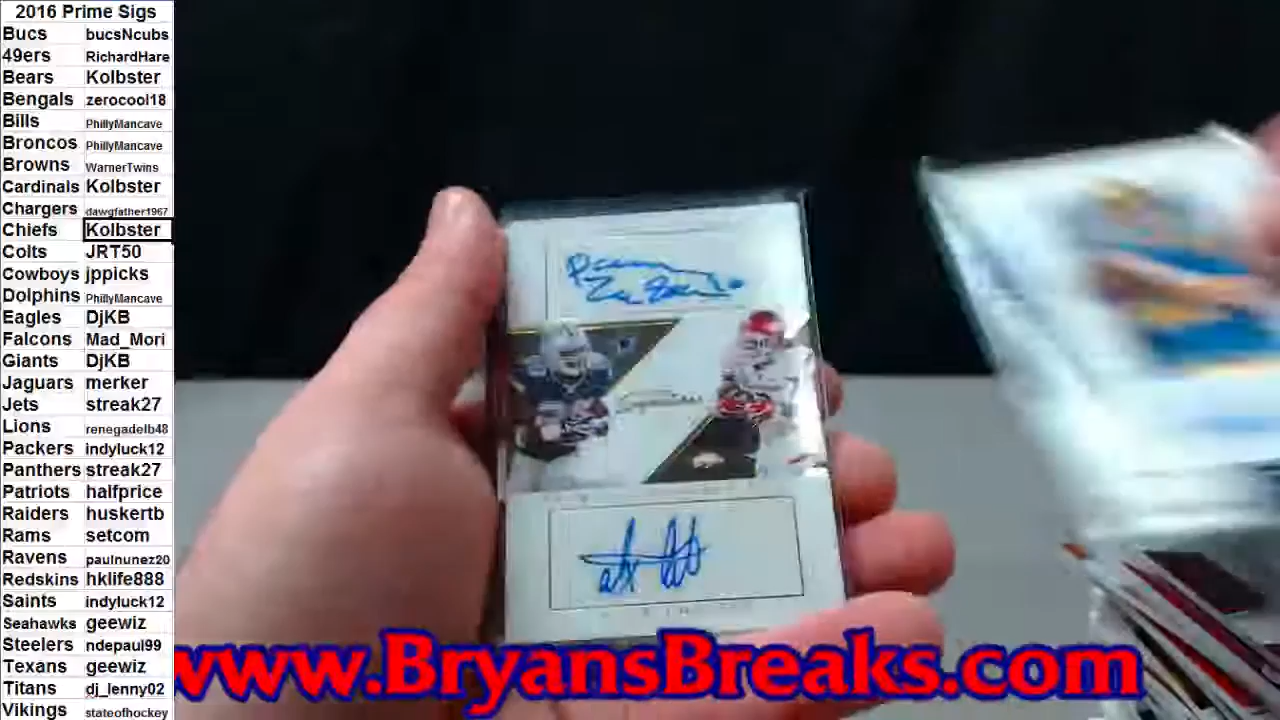 2016 Prime Sigs
Bucs bucsNcubs
49ers RichardHare
Bears Kolbster
Bengals zerocool18
Bills PhillyMancave
Broncos PhillyMancave
Browns WarnerTwins
Cardinals Kolbster
Chargers dawgfather1967
Chiefs Kolbster
Colts JRT50
Cowboys jppicks
Dolphins PhillyMancave
Eagles DjKB
Falcons Mad_Mori
Giants DjKB
Jaguars merker
Jets streak27
Lions renegadelb48
Packers indyluck12
Panthers streak27
Patriots halfprice
Raiders huskertb
Rams setcom
Ravens paulnunez20
Redskins hklife888
Saints indyluck12
Seahawks geewiz
Steelers ndepaul99
Texans geewiz
Titans dj_lenny02
Vikings stateofhockey
www.BryansBreaks.com